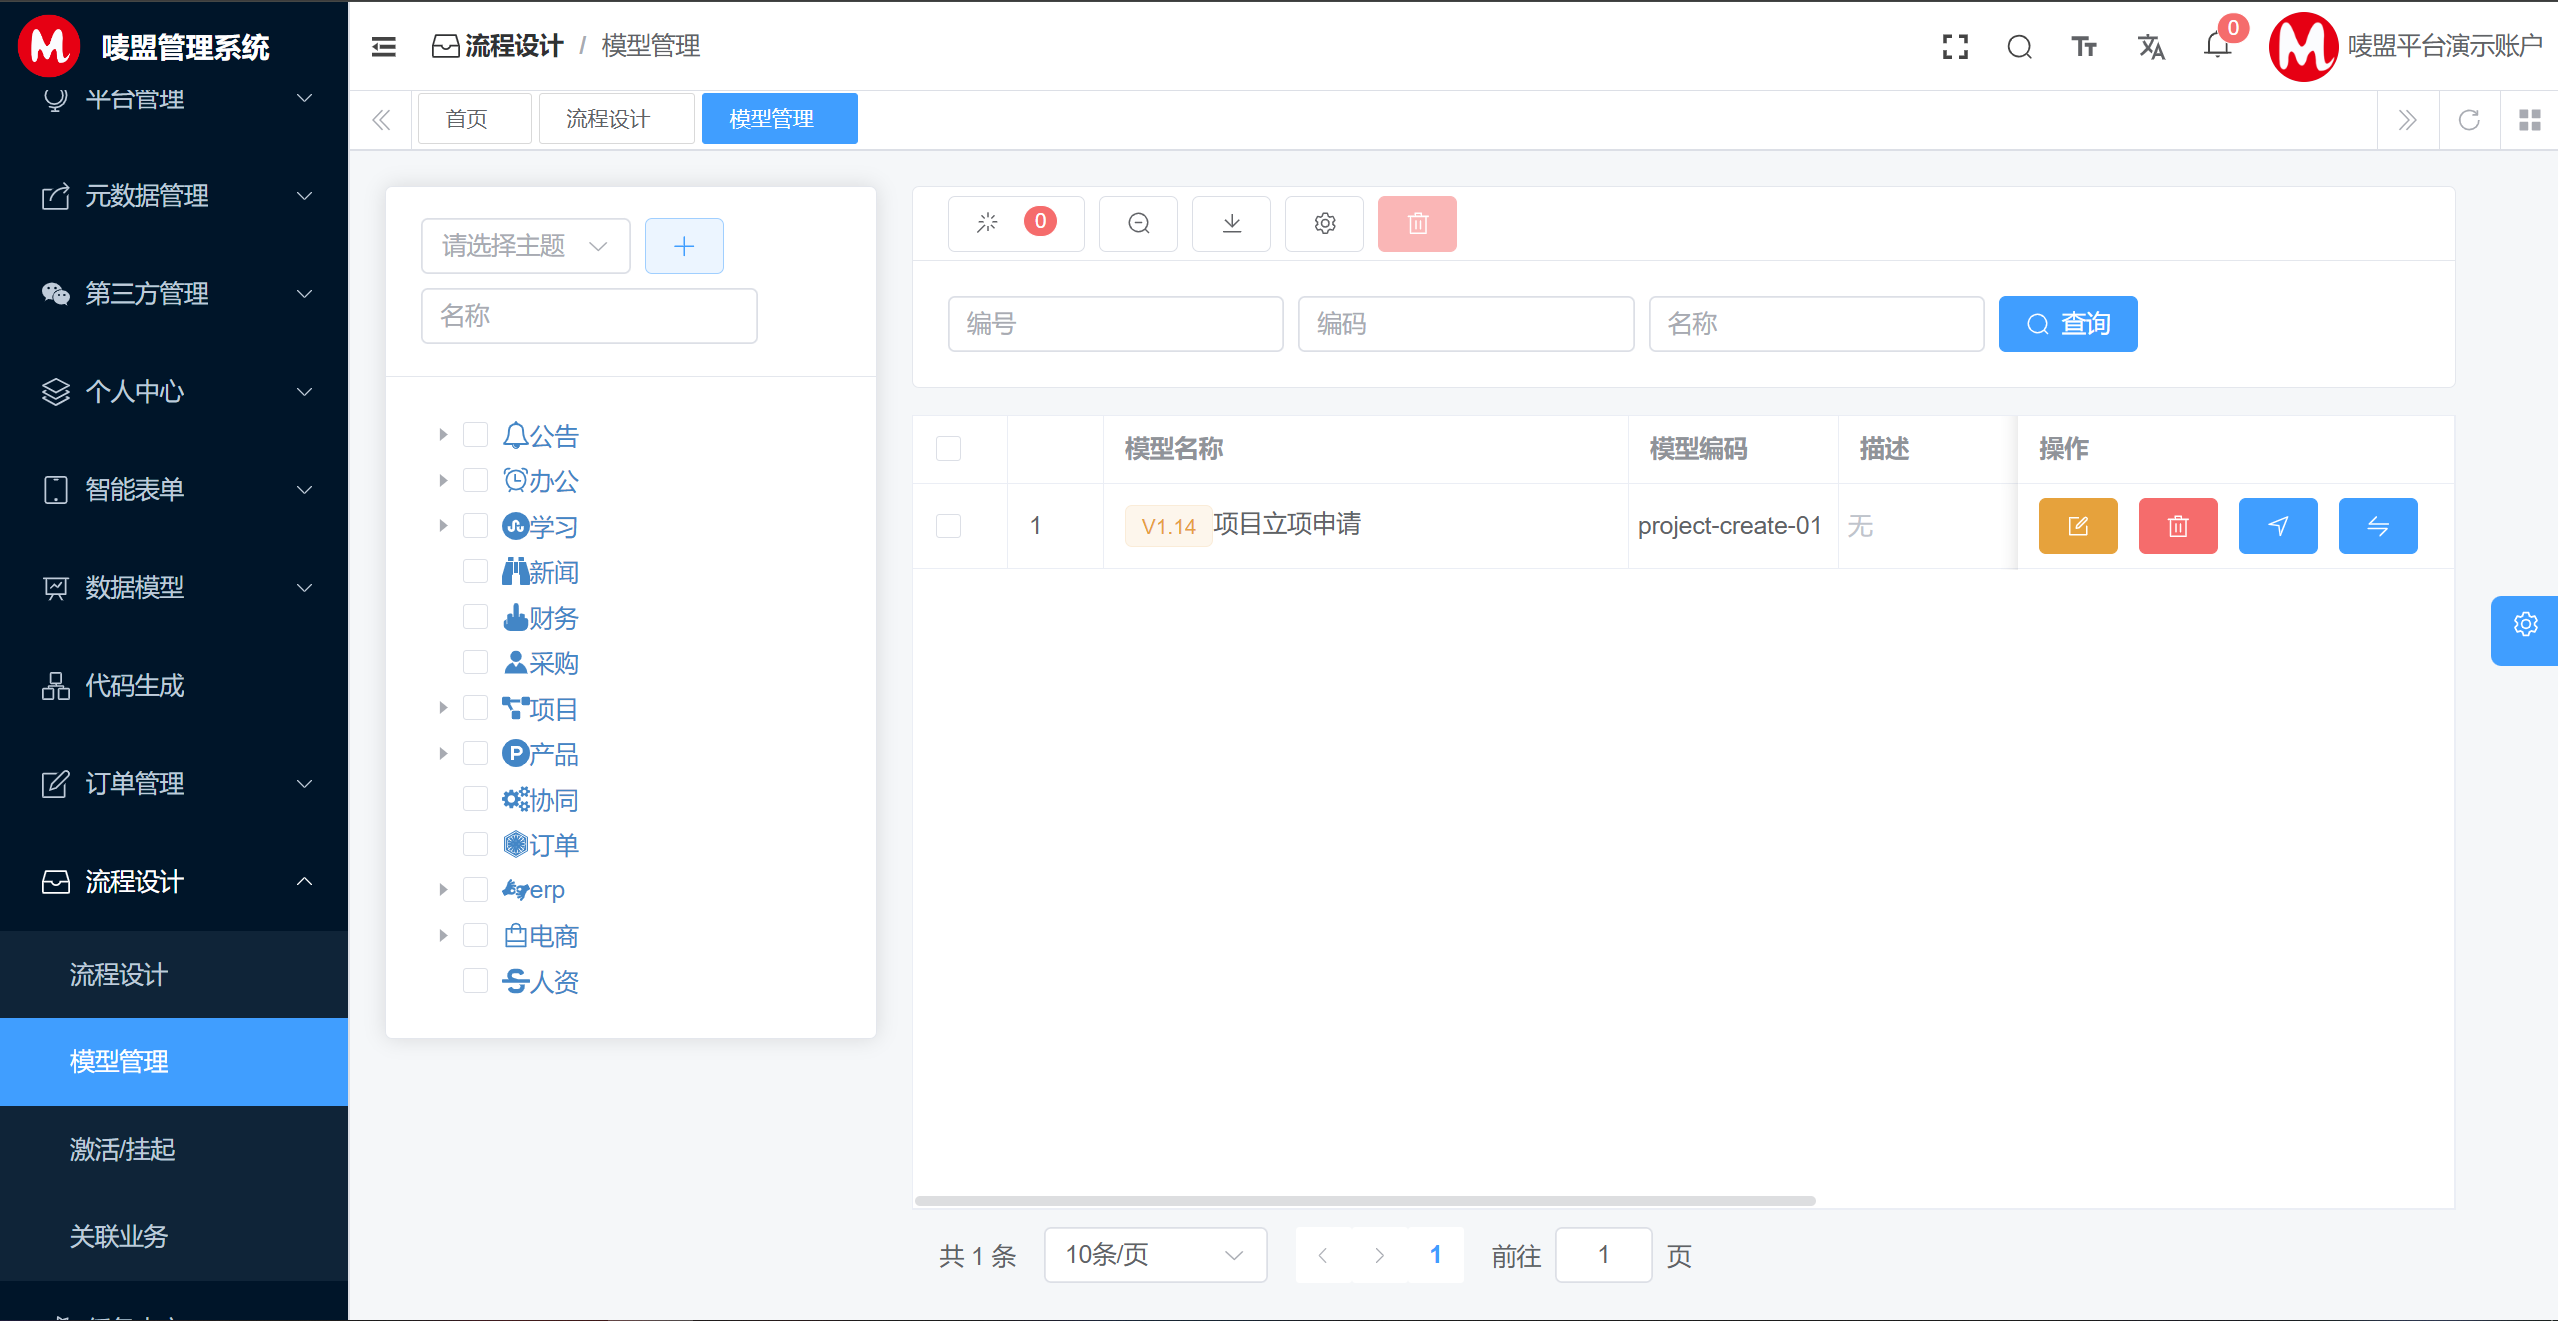 唛盟管理系统
平台管理
元数据管理
第三方管理
个人中心
智能表单
数据模型
代码生成
订单管理
流程设计
流程设计
模型管理
激活/挂起
关联业务
流程设计 / 模型管理
0
唛盟平台演示账户
首页
流程设计
模型管理
请选择主题
名称
公告
办公
学习
新闻
财务
采购
项目
产品
协同
订单
erp
电商
人资
0
编号
编码
名称
查询
模型名称 模型编码 描述 操作
1 V1.14 项目立项申请 project-create-01 无
共 1 条 10条/页 1 前往 1 页